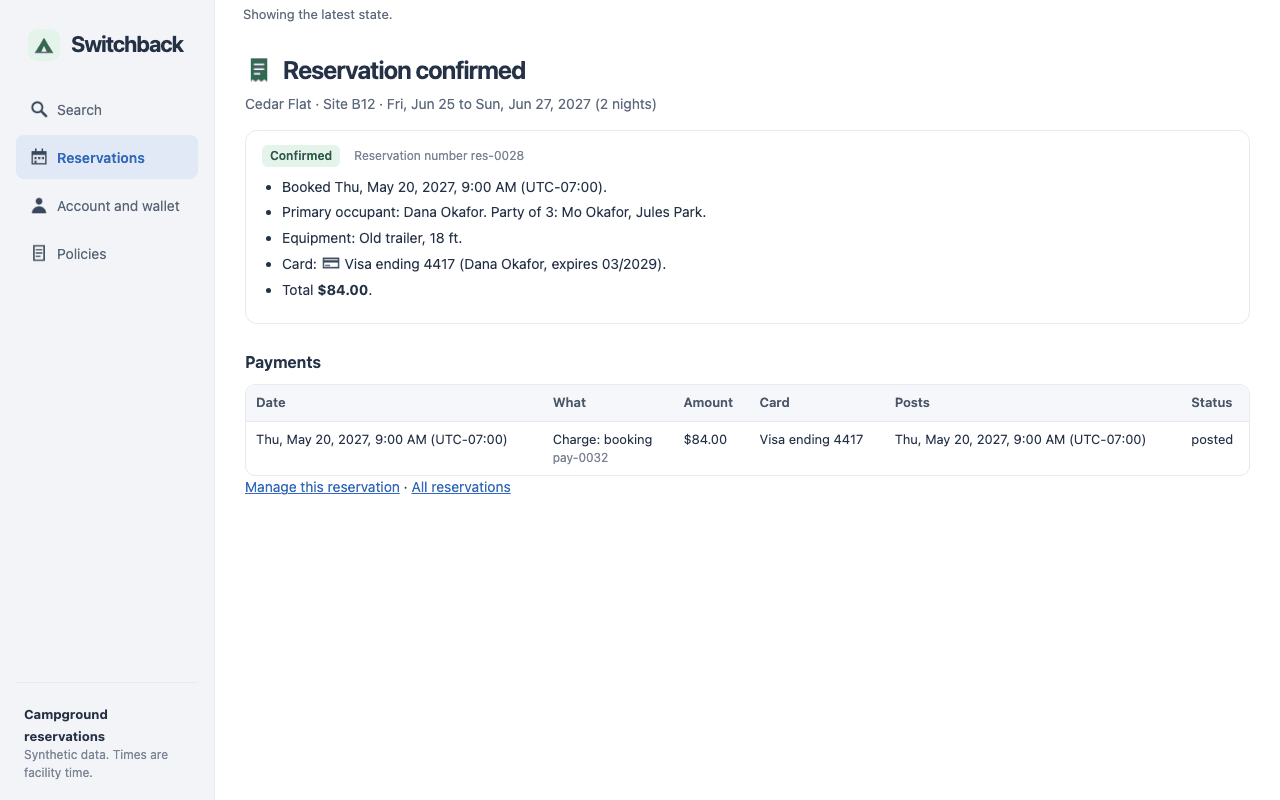 Switchback
Search
Reservations
Account and wallet
Policies
Campground
reservations
Synthetic data. Times are
facility time.
Showing the latest state.
Reservation confirmed
Cedar Flat · Site B12 · Fri, Jun 25 to Sun, Jun 27, 2027 (2 nights)
Confirmed Reservation number res-0028
• Booked Thu, May 20, 2027, 9:00 AM (UTC-07:00).
• Primary occupant: Dana Okafor. Party of 3: Mo Okafor, Jules Park.
• Equipment: Old trailer, 18 ft.
• Card: Visa ending 4417 (Dana Okafor, expires 03/2029).
• Total $84.00.
Payments
Date What Amount Card Posts Status
Thu, May 20, 2027, 9:00 AM (UTC-07:00) Charge: booking $84.00 Visa ending 4417 Thu, May 20, 2027, 9:00 AM (UTC-07:00) posted
pay-0032
Manage this reservation · All reservations